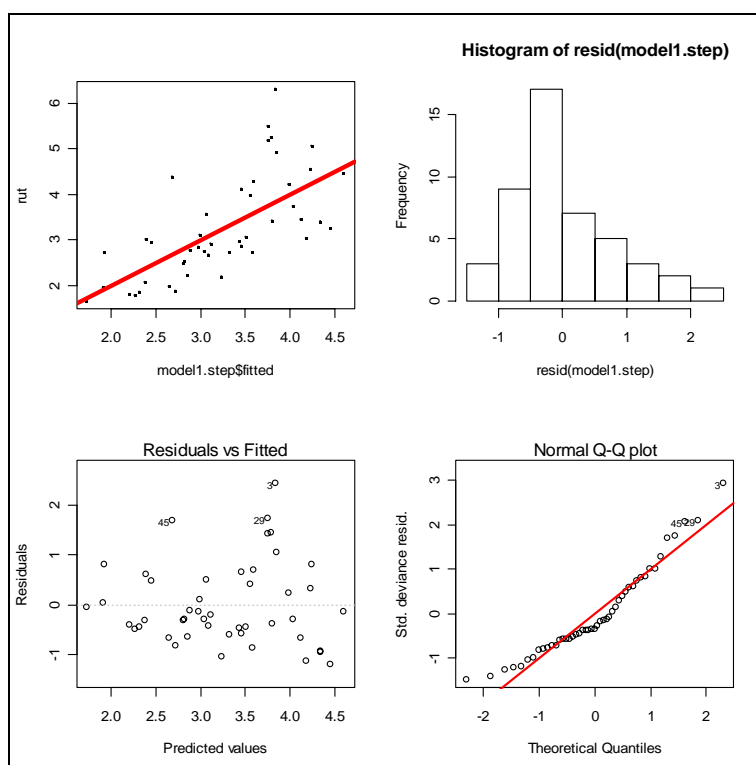 rut
6
5
4
3
2
2.0 2.5 3.0 3.5 4.0 4.5
model1.step$fitted
Histogram of resid(model1.step)
Frequency
15
10
5
0
-1 0 1 2
resid(model1.step)
Residuals vs Fitted
Residuals
2
1
0
-1
3
29
45
2.0 2.5 3.0 3.5 4.0 4.5
Predicted values
Normal Q-Q plot
Std. deviance resid.
3
2
1
0
-1
3
45 29
-2 -1 0 1 2
Theoretical Quantiles